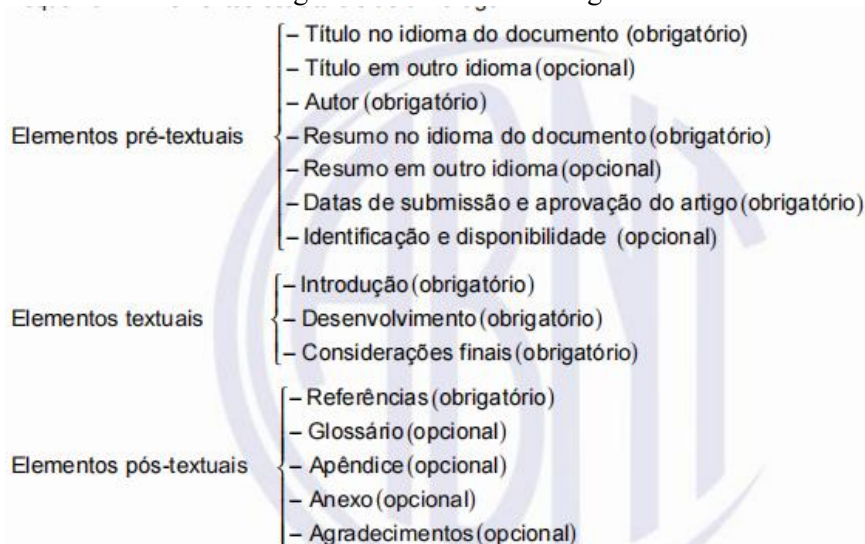 – Título no idioma do documento (obrigatório)
– Título em outro idioma (opcional)
– Autor (obrigatório)
Elementos pré-textuais – Resumo no idioma do documento (obrigatório)
– Resumo em outro idioma (opcional)
– Datas de submissão e aprovação do artigo (obrigatório)
– Identificação e disponibilidade (opcional)
– Introdução (obrigatório)
Elementos textuais – Desenvolvimento (obrigatório)
– Considerações finais (obrigatório)
– Referências (obrigatório)
– Glossário (opcional)
Elementos pós-textuais – Apêndice (opcional)
– Anexo (opcional)
– Agradecimentos (opcional)
ABNT